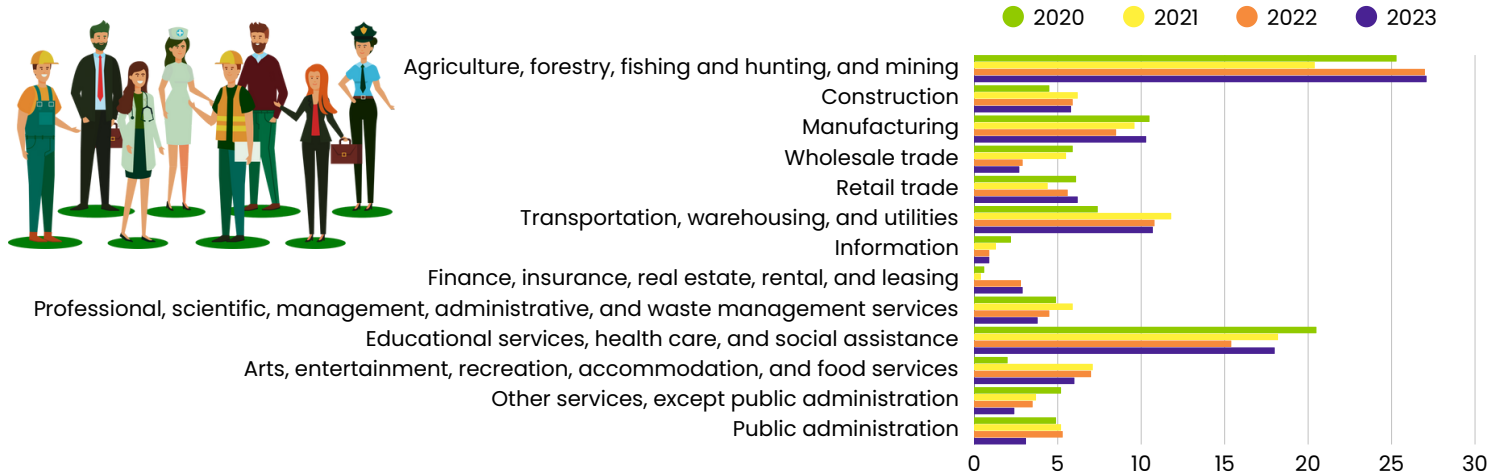 2020 2021 2022 2023
Agriculture, forestry, fishing and hunting, and mining
Construction
Manufacturing
Wholesale trade
Retail trade
Transportation, warehousing, and utilities
Information
Finance, insurance, real estate, rental, and leasing
Professional, scientific, management, administrative, and waste management services
Educational services, health care, and social assistance
Arts, entertainment, recreation, accommodation, and food services
Other services, except public administration
Public administration
0 5 10 15 20 25 30